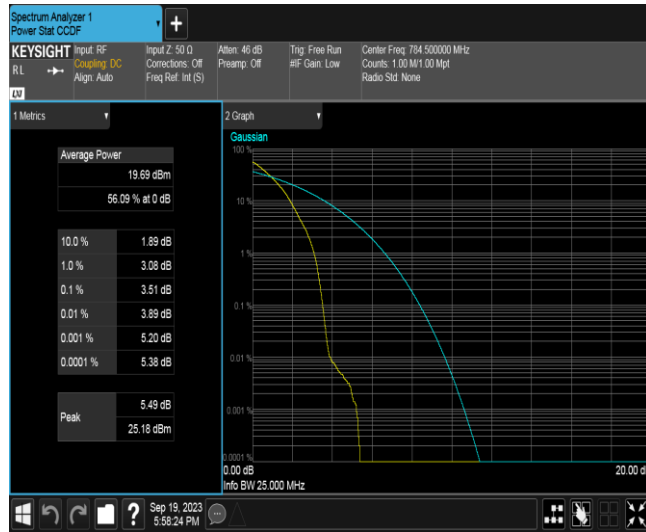 Spectrum Analyzer 1
Power Stat CCDF
KEYSIGHT
RL
LXI
Input: RF
Coupling: DC
Align: Auto
Input Z: 50 Ω
Corrections: Off
Freq Ref: Int (S)
Atten: 46 dB
Preamp: Off
Trig: Free Run
#IF Gain: Low
Center Freq: 784.500000 MHz
Counts: 1.00 M/1.00 Mpt
Radio Std: None
1 Metrics
Average Power
19.69 dBm
56.09 % at 0 dB
10.0 % 1.89 dB
1.0 % 3.08 dB
0.1 % 3.51 dB
0.01 % 3.89 dB
0.001 % 5.20 dB
0.0001 % 5.38 dB
Peak
5.49 dB
25.18 dBm
2 Graph
Gaussian
100 %
10 %
1 %
0.1 %
0.01 %
0.001 %
0.0001 %
0.00 dB 20.00 d
Info BW 25.000 MHz
?
Sep 19, 2023
5:58:24 PM